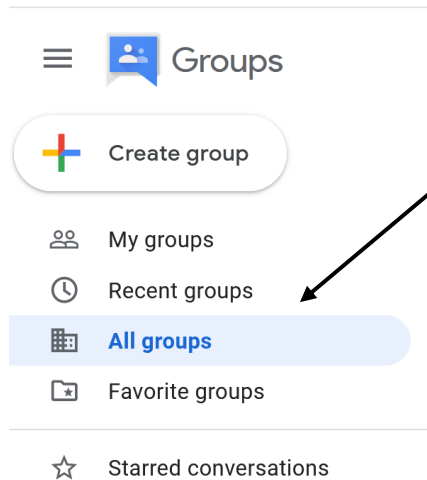 Groups
Create group
My groups
Recent groups
All groups
Favorite groups
Starred conversations